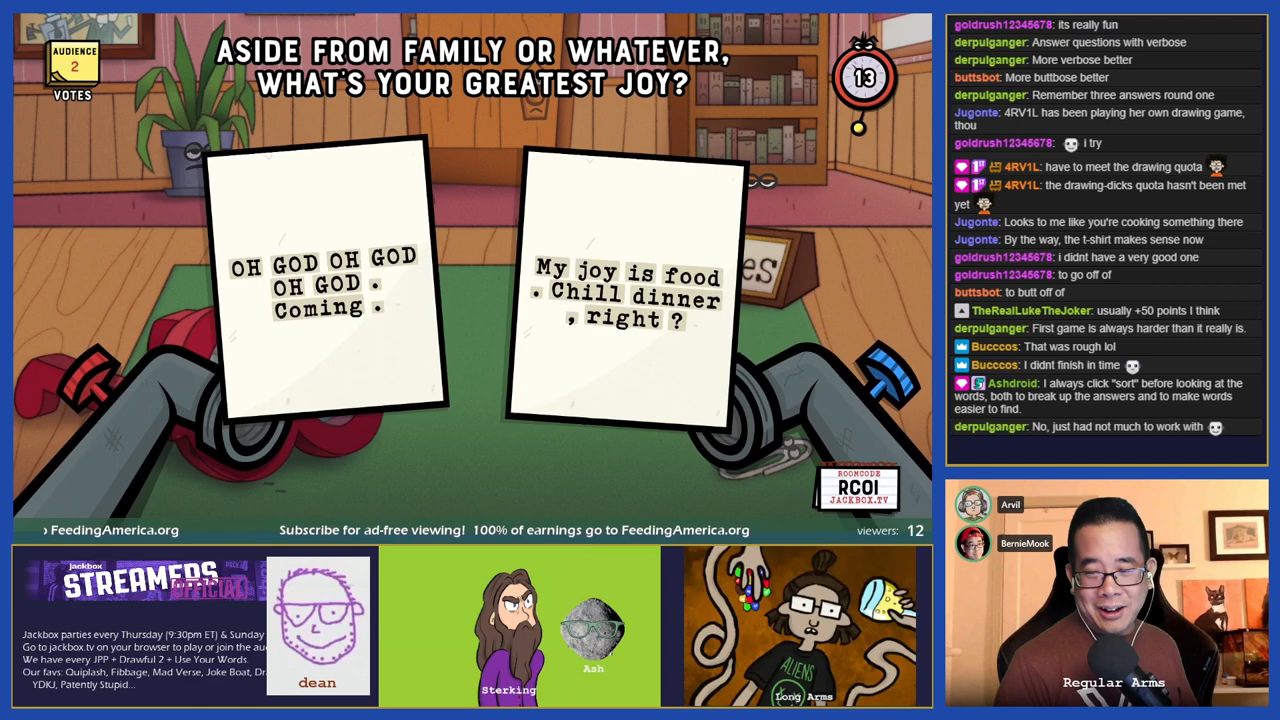 AUDIENCE
2
VOTES
ASIDE FROM FAMILY OR WHATEVER,
WHAT'S YOUR GREATEST JOY?
13
OH GOD OH GOD
OH GOD .
Coming .
My joy is food
. Chill dinner
, right ?
es
ROOMCODE
RCOI
JACKBOX.TV
› FeedingAmerica.org
Subscribe for ad-free viewing! 100% of earnings go to FeedingAmerica.org
viewers: 12
jackbox
STREAMERS
OFFICIAL
Jackbox parties every Thursday (9:30pm ET) & Sunday
Go to jackbox.tv on your browser to play or join the au
We have every JPP + Drawful 2 + Use Your Words.
Our favs: Quiplash, Fibbage, Mad Verse, Joke Boat, Dr
YDKJ, Patently Stupid...
dean
Sterking
Ash
ALIENS
Long Arms
goldrush12345678: its really fun
derpulganger: Answer questions with verbose
derpulganger: More verbose better
buttsbot: More buttbose better
derpulganger: Remember three answers round one
Jugonte: 4RV1L has been playing her own drawing game,
thou
goldrush12345678: i try
4RV1L: have to meet the drawing quota
4RV1L: the drawing-dicks quota hasn't been met
yet
Jugonte: Looks to me like you're cooking something there
Jugonte: By the way, the t-shirt makes sense now
goldrush12345678: i didnt have a very good one
goldrush12345678: to go off of
buttsbot: to butt off of
TheRealLukeTheJoker: usually +50 points I think
derpulganger: First game is always harder than it really is.
Bucccos: That was rough lol
Bucccos: I didnt finish in time
Ashdroid: I always click "sort" before looking at the
words, both to break up the answers and to make words
easier to find.
derpulganger: No, just had not much to work with
Arvil
BernieMook
Regular Arms